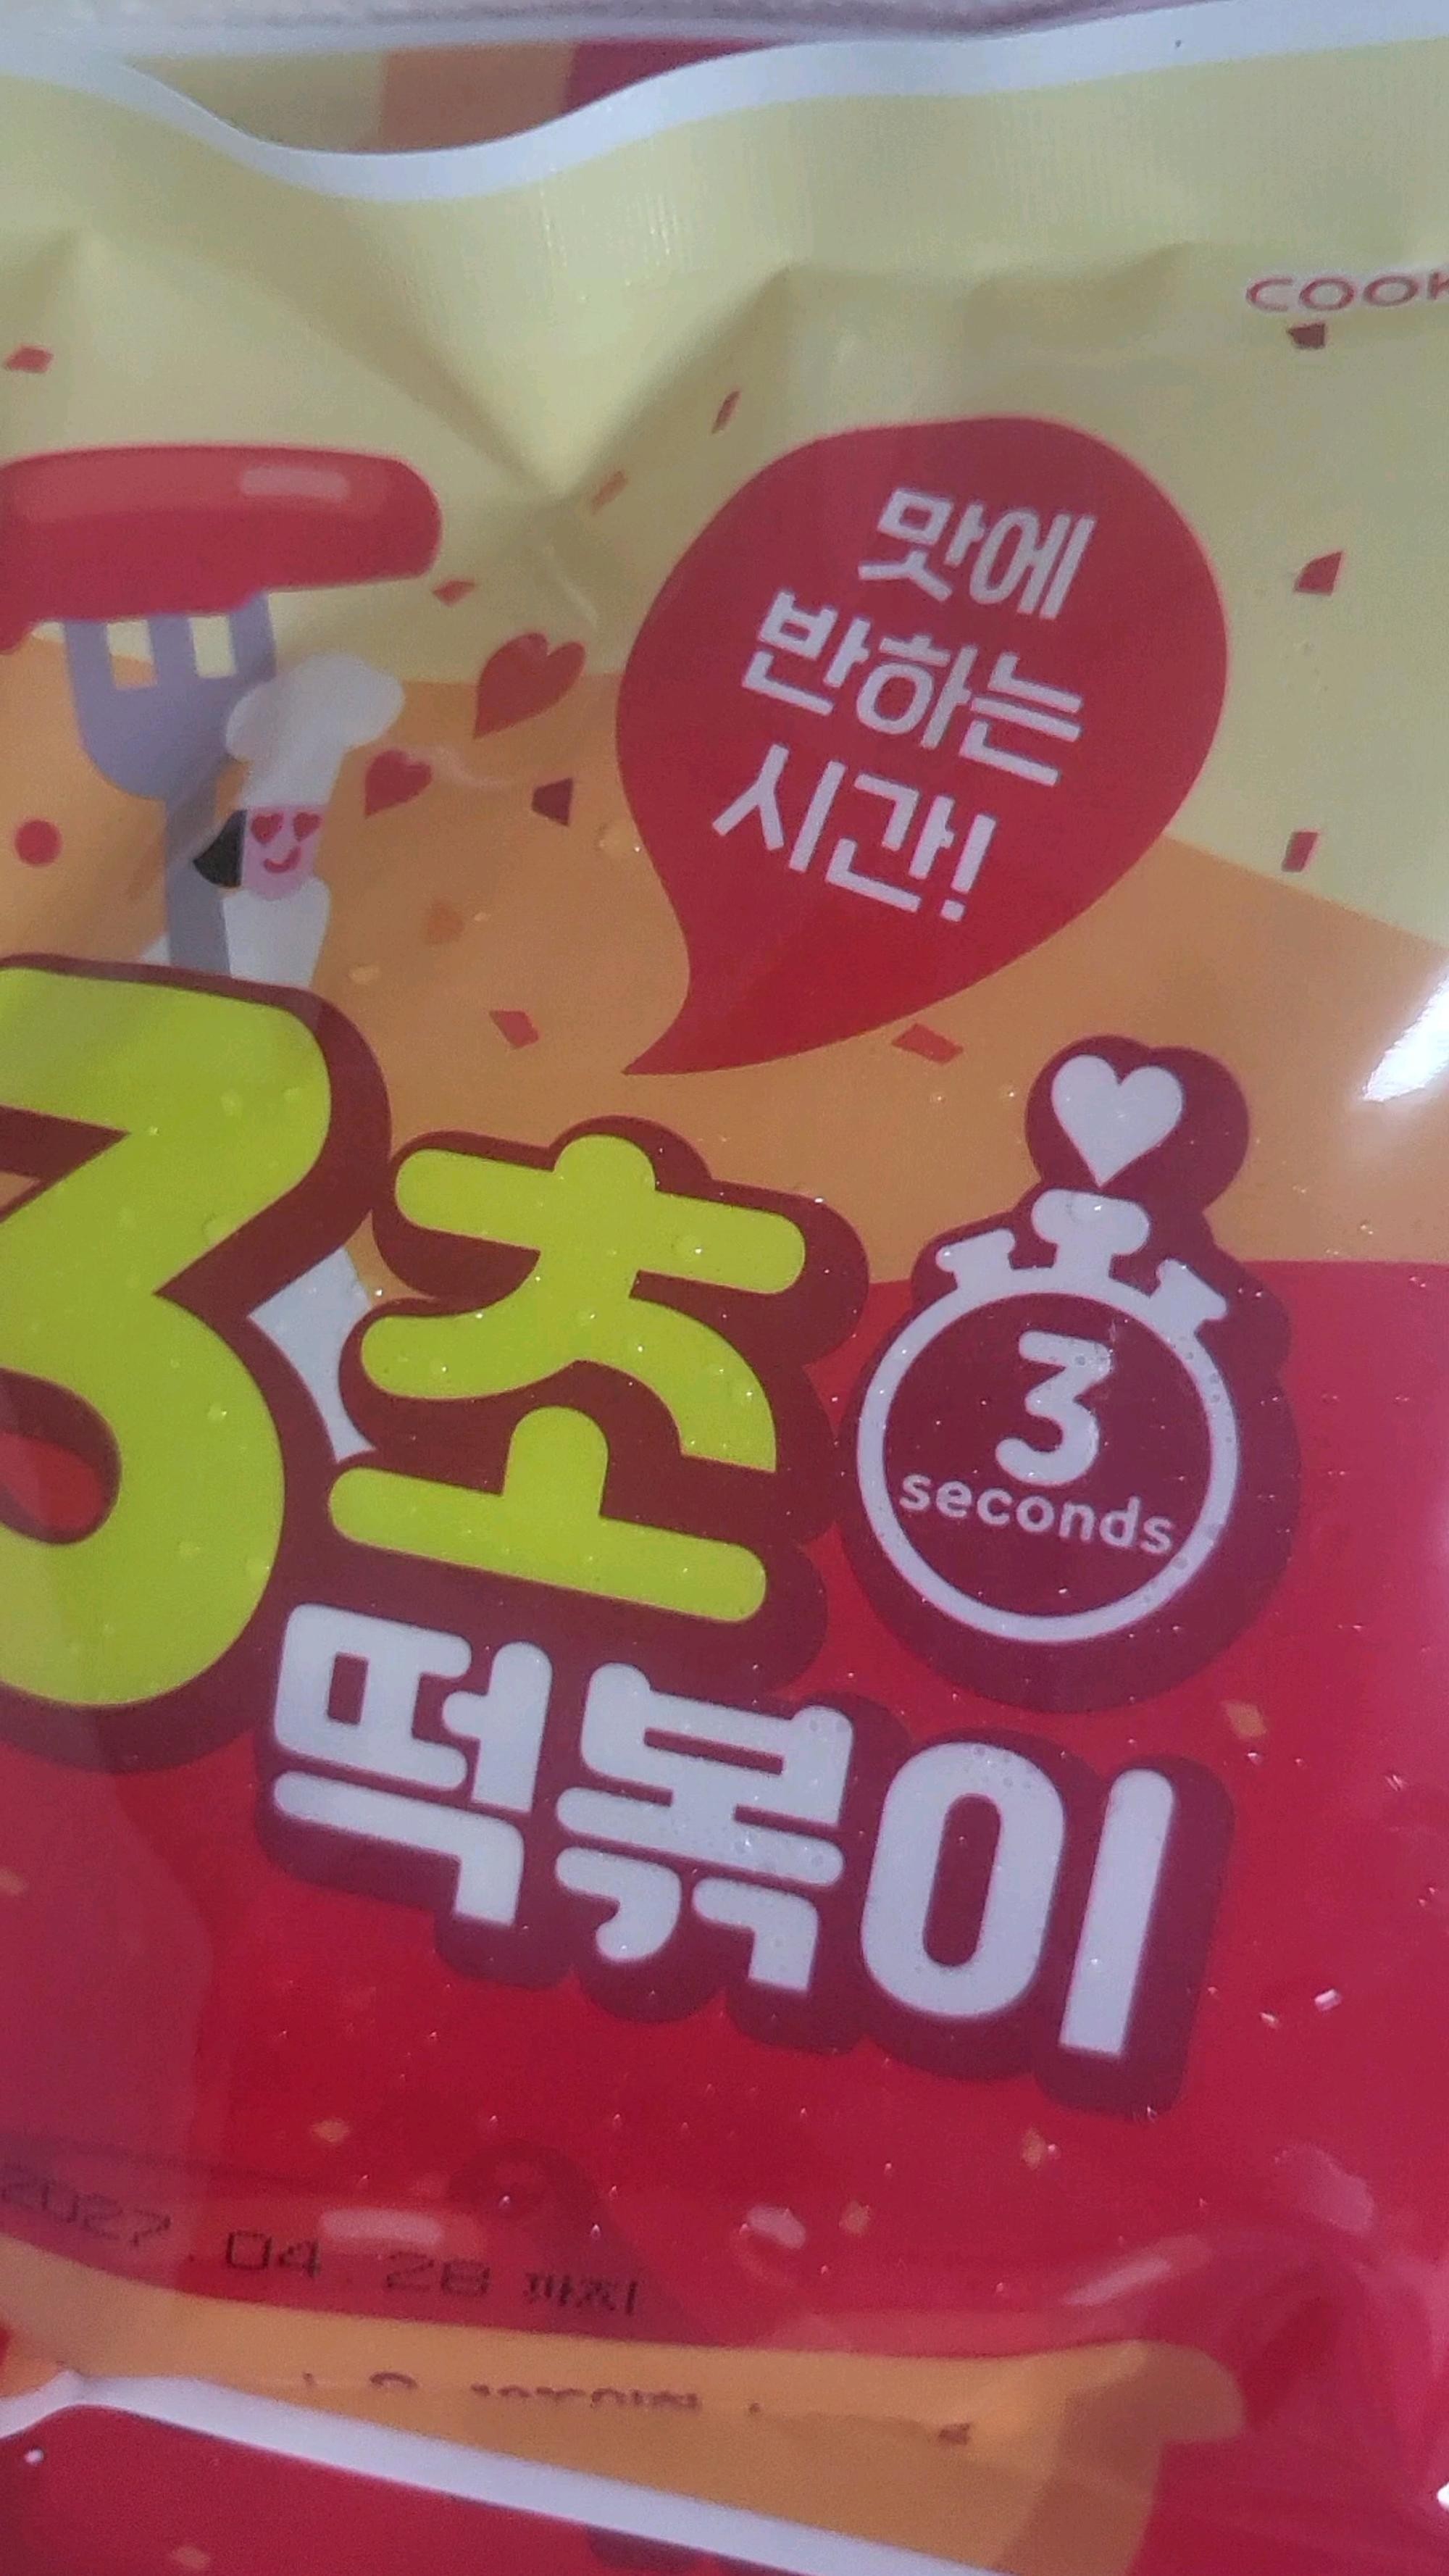 COOK
맛에
반하는
시간!
3초
3
seconds
떡볶이
2027.04.28 까지